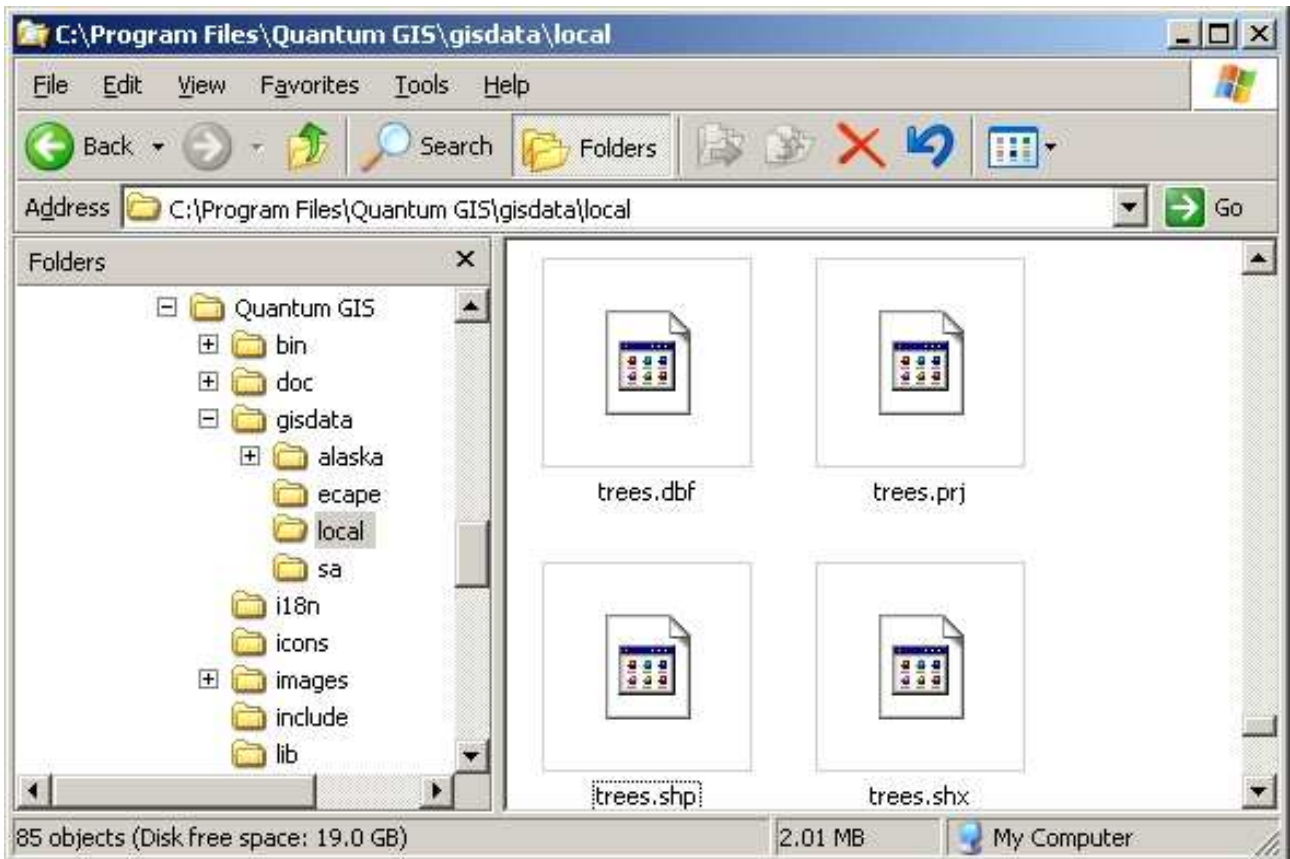 C:\Program Files\Quantum GIS\gisdata\local
File Edit View Favorites Tools Help
Back Search Folders
Address C:\Program Files\Quantum GIS\gisdata\local Go
Folders
Quantum GIS
bin
doc
gisdata
alaska
ecape
local
sa
i18n
icons
images
include
lib
trees.dbf trees.prj
trees.shp trees.shx
85 objects (Disk free space: 19.0 GB) 2.01 MB My Computer